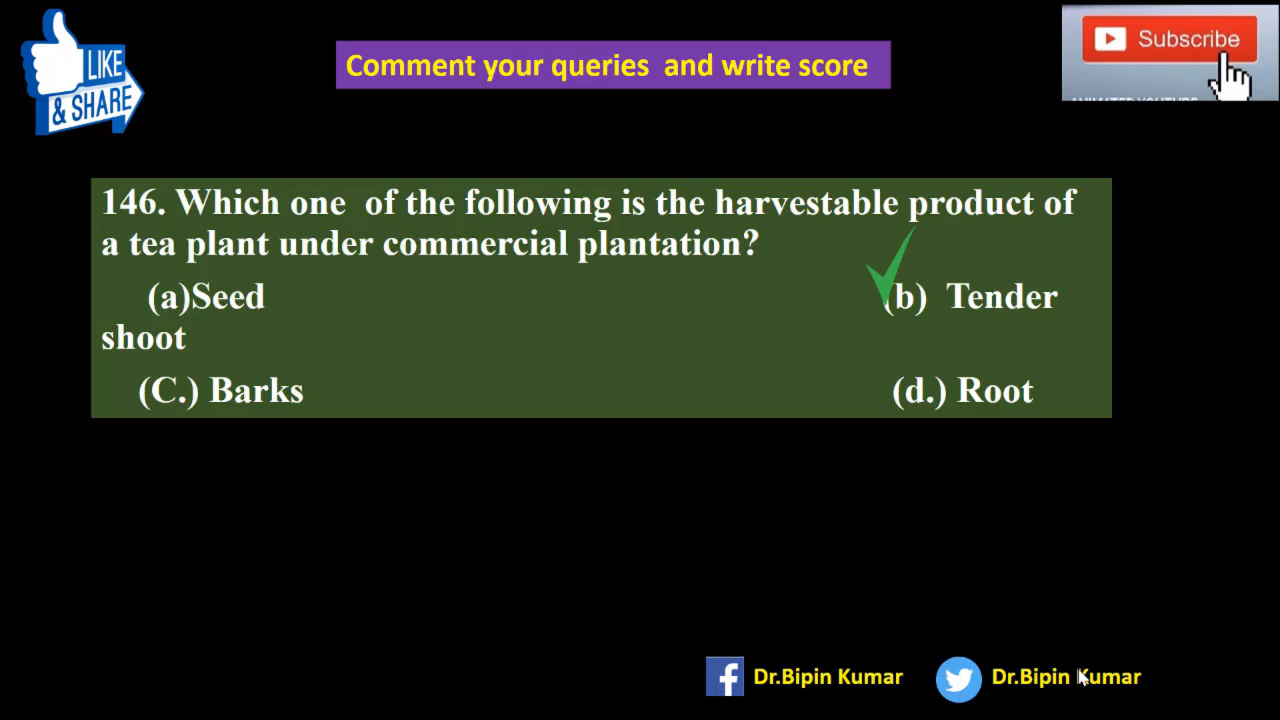 LIKE
& SHARE
Comment your queries and write score
Subscribe
146. Which one of the following is the harvestable product of
a tea plant under commercial plantation?
(a)Seed (b) Tender
shoot
(C.) Barks (d.) Root
Dr.Bipin Kumar Dr.Bipin Kumar